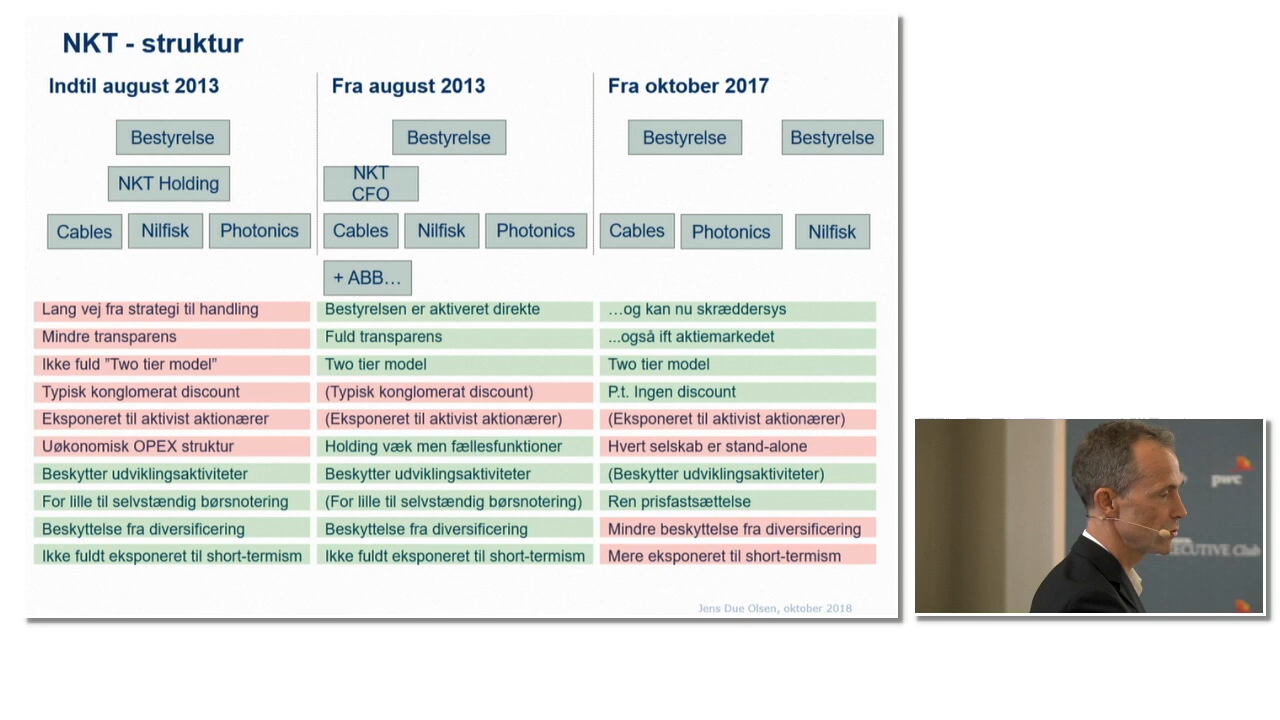 NKT - struktur
Indtil august 2013
Fra august 2013
Fra oktober 2017
Bestyrelse
Bestyrelse
Bestyrelse
Bestyrelse
NKT Holding
NKT
CFO
Cables
Nilfisk
Photonics
Cables
Nilfisk
Photonics
Cables
Photonics
Nilfisk
+ ABB…
Lang vej fra strategi til handling
Bestyrelsen er aktiveret direkte
…og kan nu skræddersys
Mindre transparens
Fuld transparens
...også ift aktiemarkedet
Ikke fuld ”Two tier model”
Two tier model
Two tier model
Typisk konglomerat discount
(Typisk konglomerat discount)
P.t. Ingen discount
Eksponeret til aktivist aktionærer
(Eksponeret til aktivist aktionærer)
(Eksponeret til aktivist aktionærer)
Uøkonomisk OPEX struktur
Holding væk men fællesfunktioner
Hvert selskab er stand-alone
Beskytter udviklingsaktiviteter
Beskytter udviklingsaktiviteter
(Beskytter udviklingsaktiviteter)
For lille til selvstændig børsnotering
(For lille til selvstændig børsnotering)
Ren prisfastsættelse
Beskyttelse fra diversificering
Beskyttelse fra diversificering
Mindre beskyttelse fra diversificering
Ikke fuldt eksponeret til short-termism
Ikke fuldt eksponeret til short-termism
Mere eksponeret til short-termism
Jens Due Olsen, oktober 2018
pwc
ECUTIVE Club